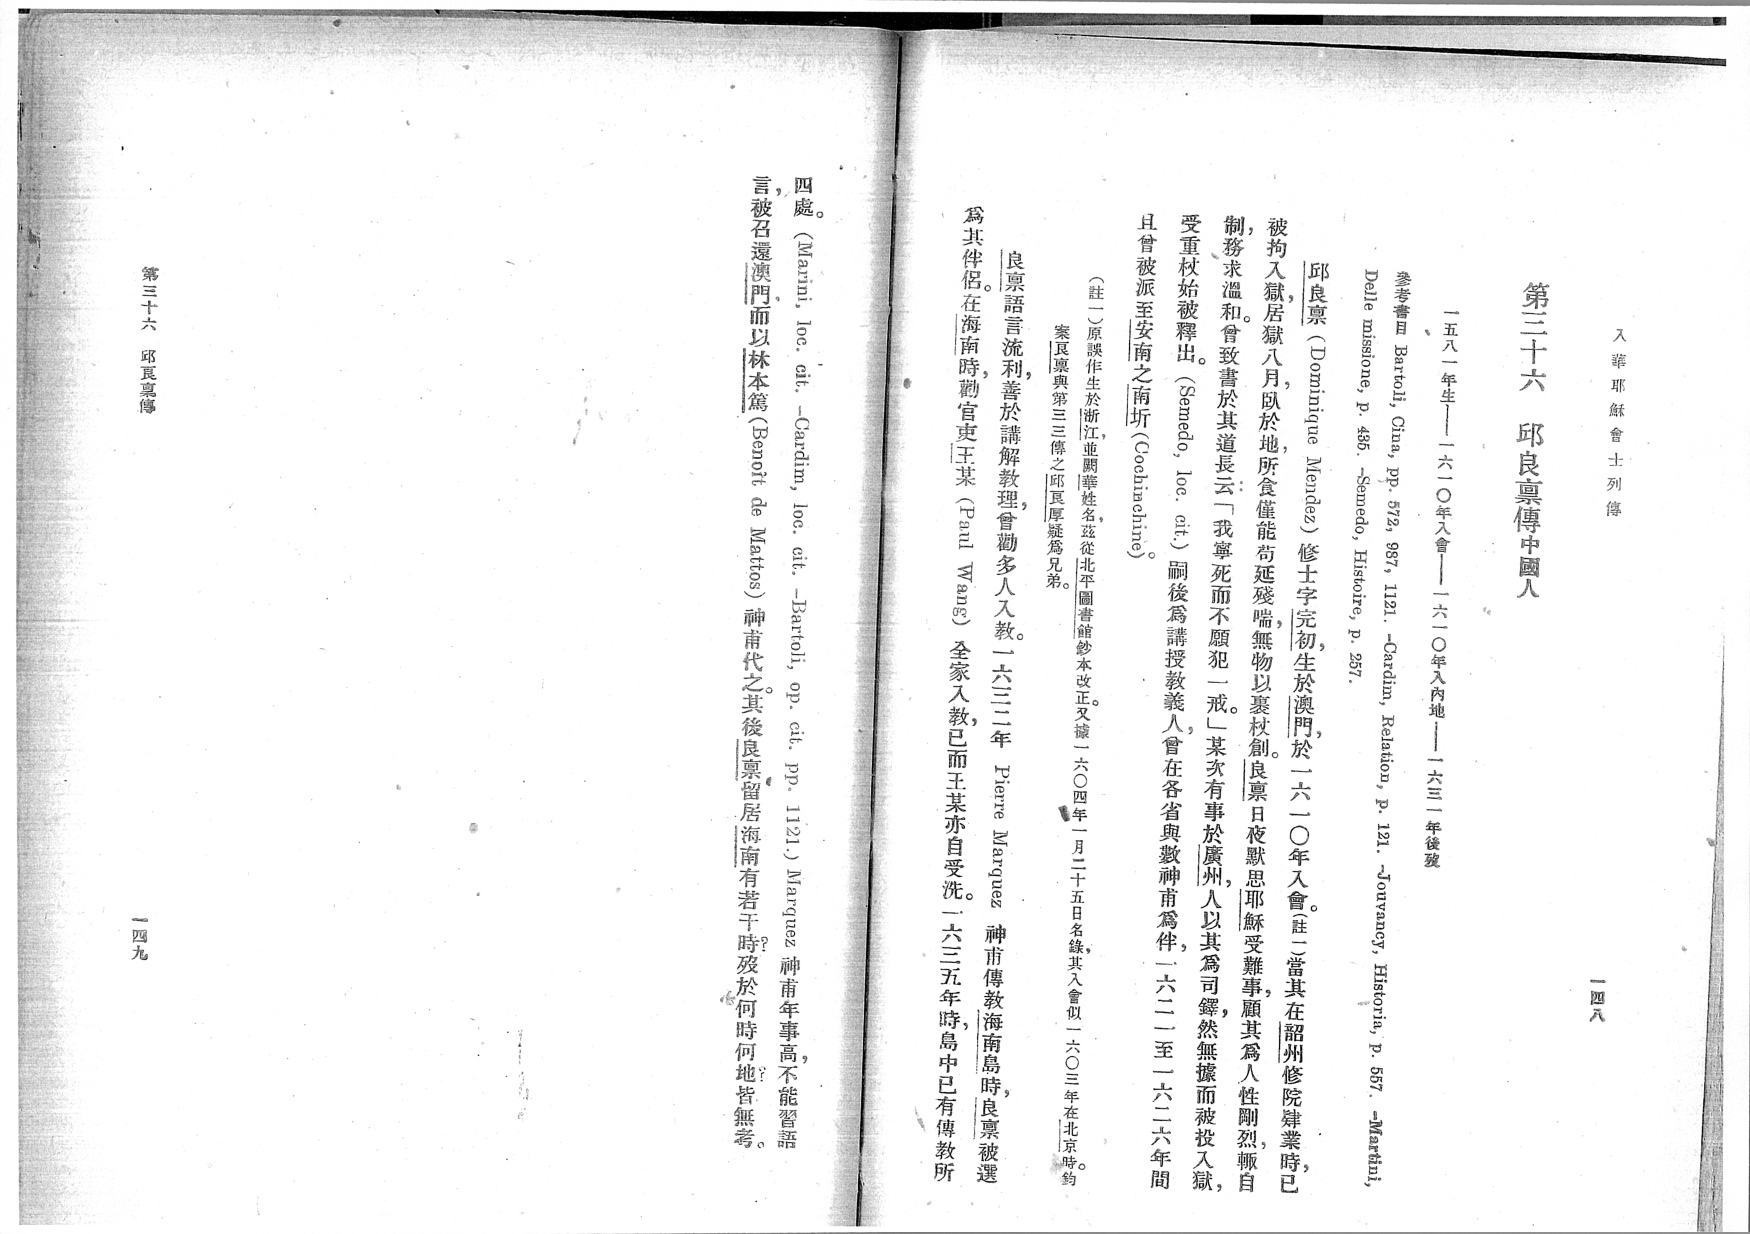 入華耶穌會士列傳
一四八
第三十六 邱良禀傳中國人
一五八一年生——一六一〇年入會——一六一〇年入內地——一六三一年後歿
參考書目 Bartoli, Cina, pp. 572, 987, 1121. -Cardim, Relation, p. 121. -Jouvancy, Historia, p. 557. -Martini,
Delle missione, p. 435. -Semedo, Histoire, p. 257.
邱良禀(Dominique Mendez)修士字完初,生於澳門,於一六一〇年入會。(註一)當其在韶州修院肄業時,已
被拘入獄,居獄八月,臥於地,所食僅能苟延殘喘,無物以裹杖創。良禀日夜默思耶穌受難事,顧其為人性剛烈,輙自
制,務求溫和。曾致書於其道長云:「我寧死而不願犯一戒。」某次有事於廣州,人以其為司鐸,然無據而被投入獄,
受重杖始被釋出。(Semedo, loc. cit.)嗣後為講授教義人,曾在各省與數神甫為伴,一六二一至一六二六年間
且曾被派至安南之南圻(Cochinchine)。
(註一)原誤作生於浙江,並闕華姓名,茲從北平圖書館鈔本改正。又據一六〇四年一月二十五日名錄,其入會似一六〇三年在北京時。鈞
案良禀與第三三傳之邱良厚疑為兄弟。
良禀語言流利,善於講解教理,曾勸多人入教。一六三二年 Pierre Marquez 神甫傳教海南島時,良禀被選
為其伴侶。在海南時,勸官吏王某(Paul Wang)全家入教,已而王某亦自受洗。一六三五年時,島中已有傳教所
四處。(Marini, loc. cit. -Cardim, loc. cit. -Bartoli, op. cit. pp. 1121.) Marquez 神甫年事高,不能習語
言,被召還澳門,而以林本篤(Benoît de Mattos)神甫代之。其後良禀留居海南有若干時?歿於何時何地?皆無考。
第三十六 邱良禀傳
一四九